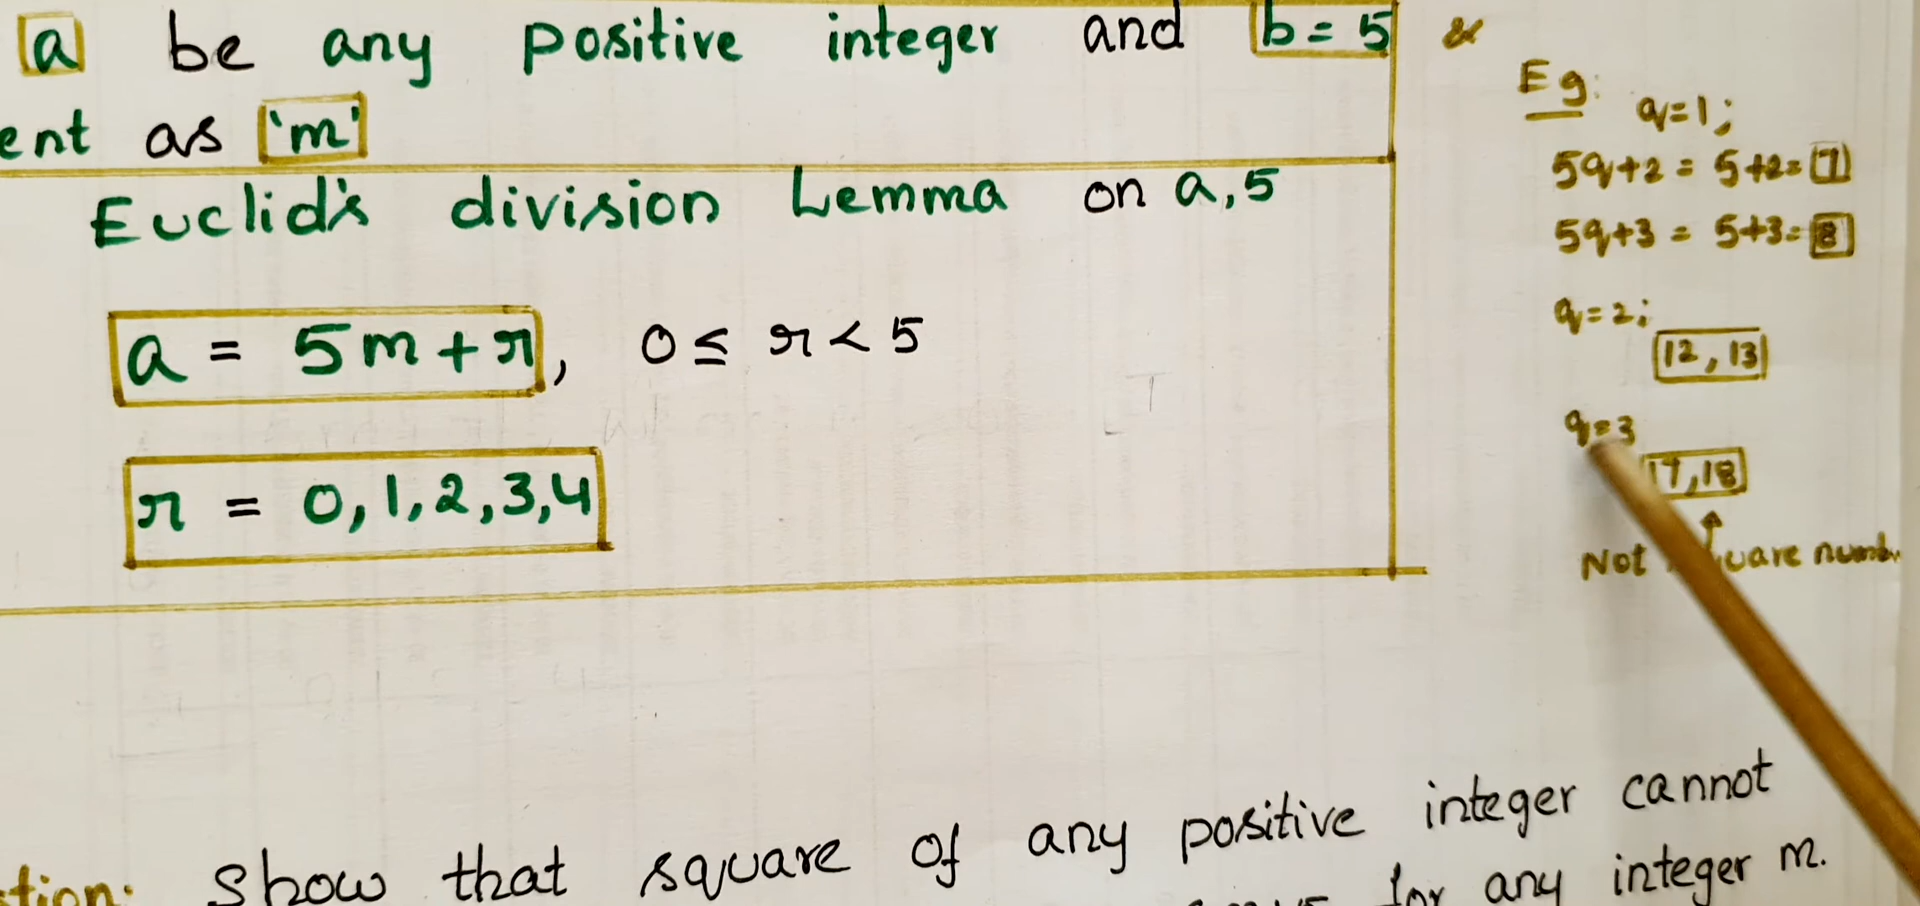 a be any positive integer and b = 5 &
ent as 'm'
Euclid's division Lemma on a, 5
a = 5m + r, 0 ≤ r < 5
r = 0, 1, 2, 3, 4
Eg: q=1;
5q+2 = 5+2= 7
5q+3 = 5+3= 8
q=2;
12, 13
q=3
17, 18
Not
tion: Show that square of any positive integer cannot
for any integer m.